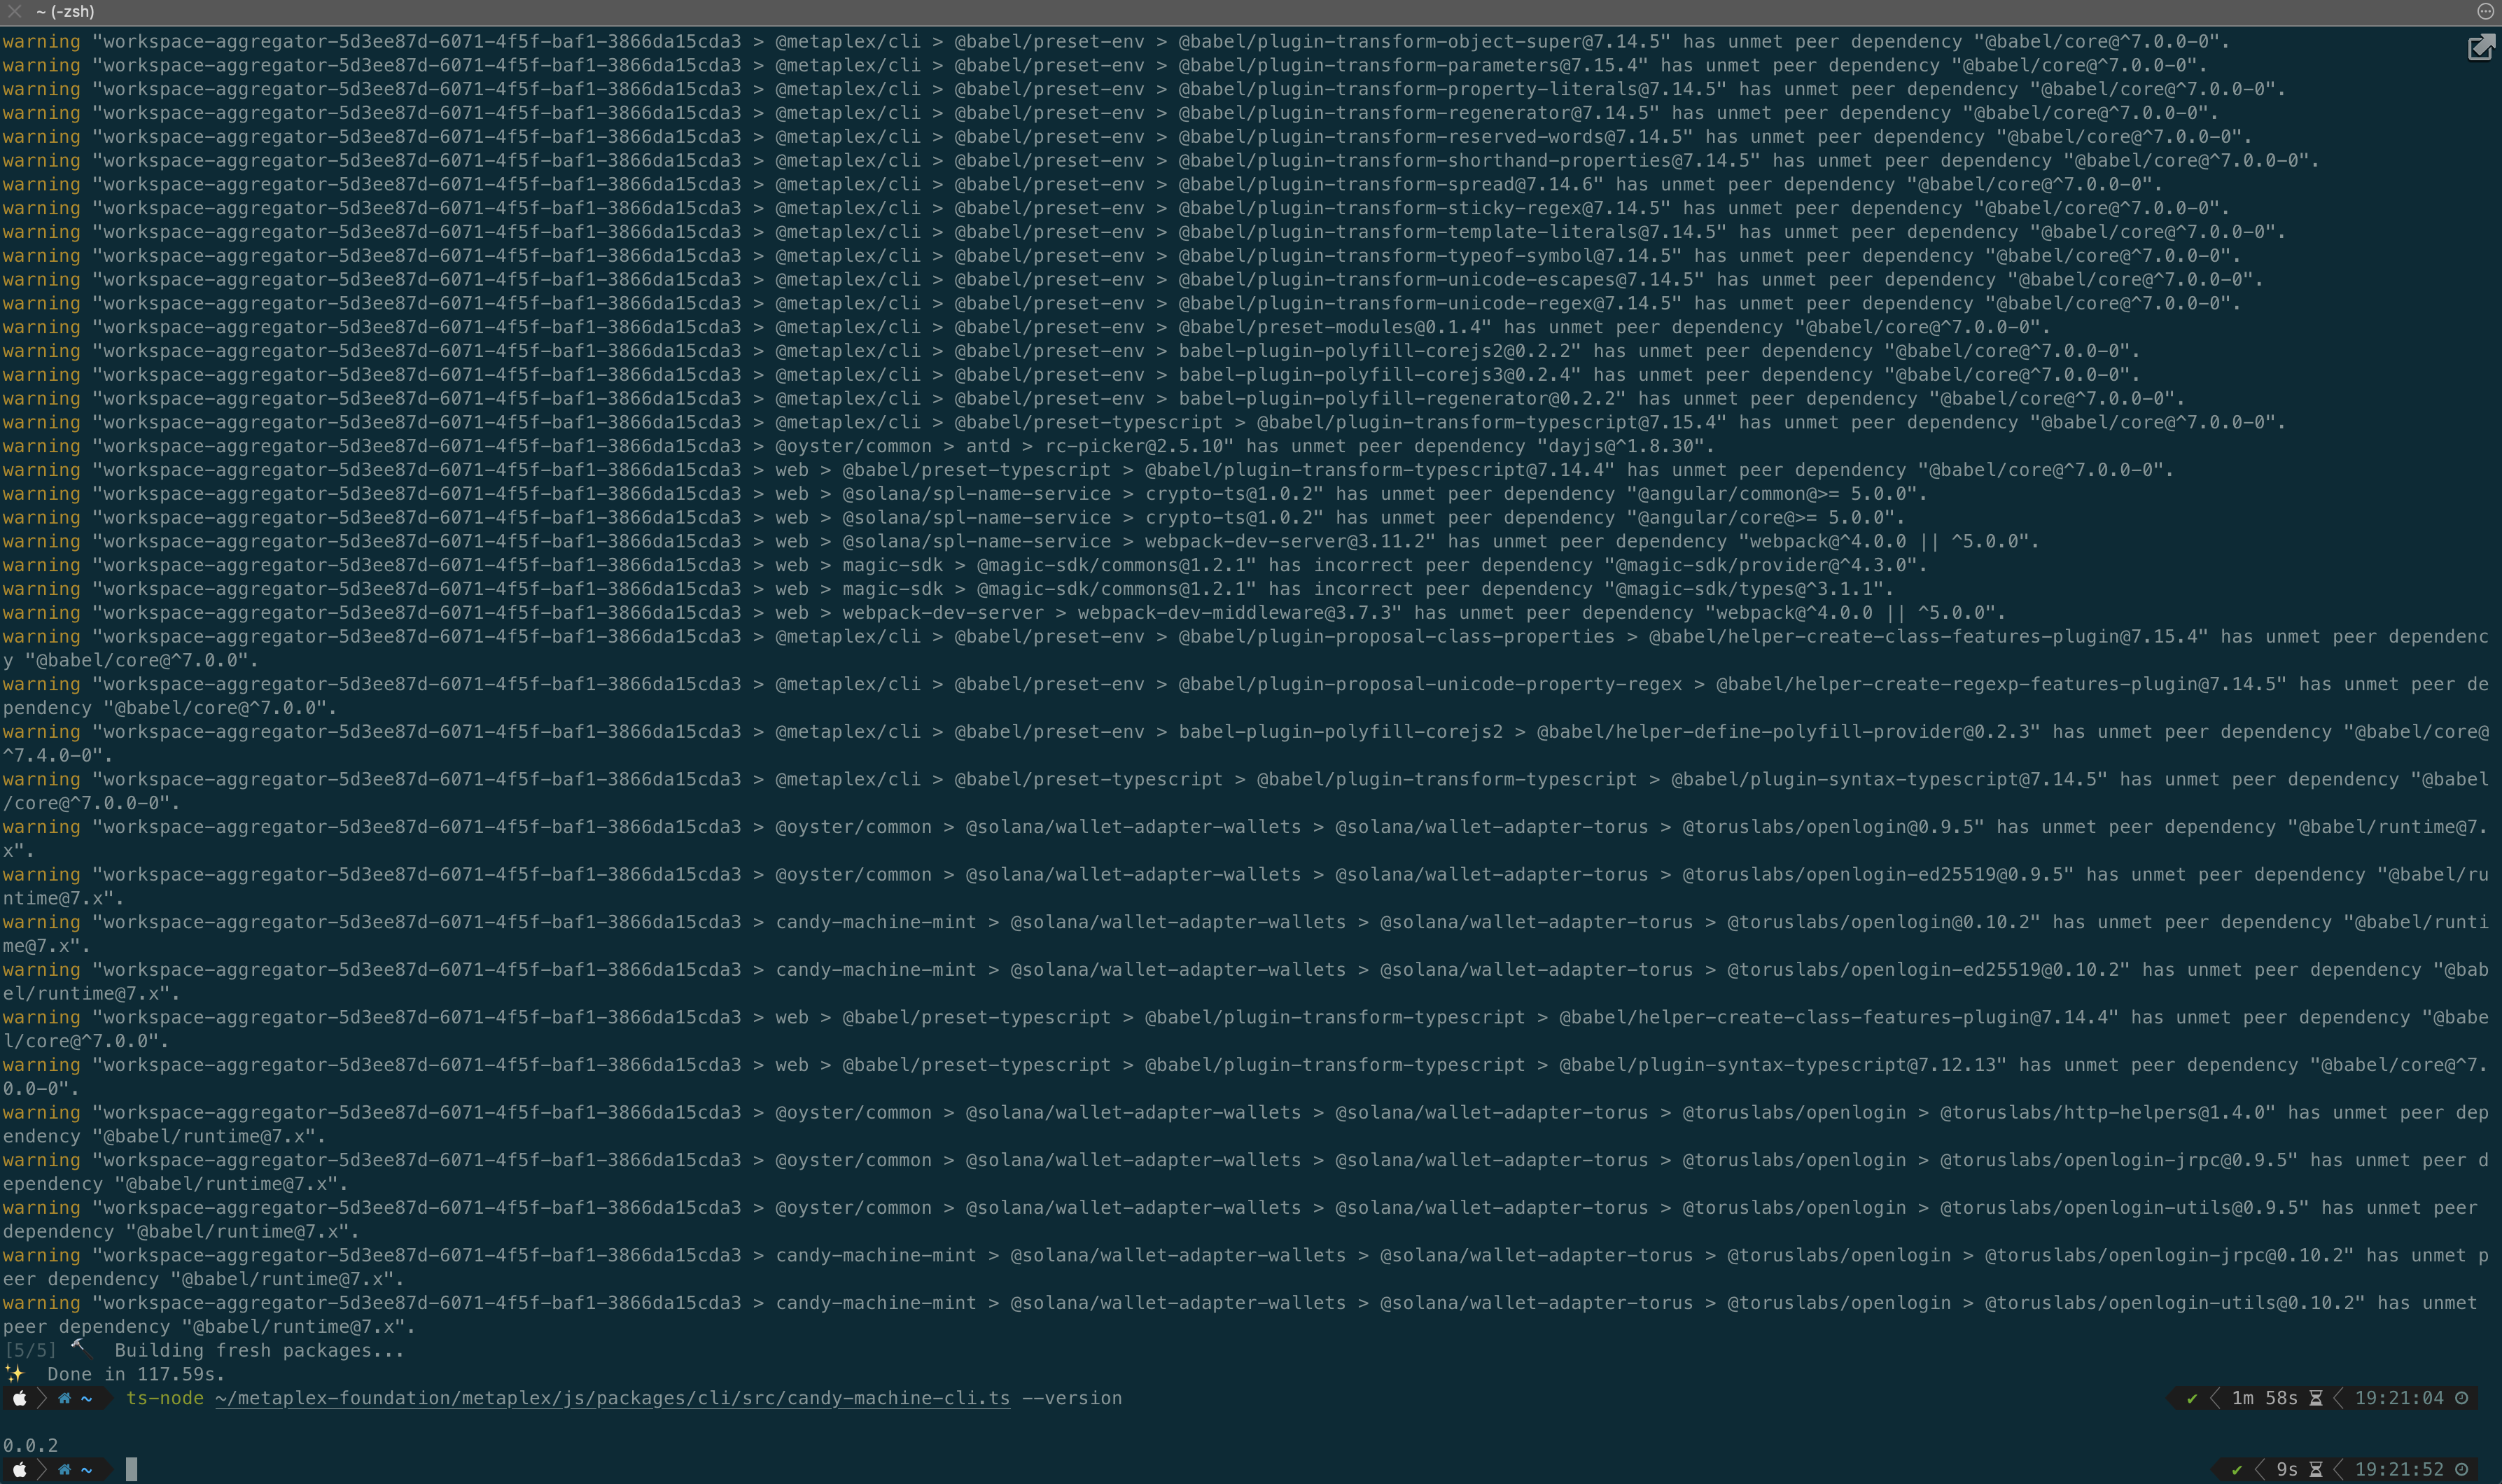 ~ (-zsh)
warning "workspace-aggregator-5d3ee87d-6071-4f5f-baf1-3866da15cda3 > @metaplex/cli > @babel/preset-env > @babel/plugin-transform-object-super@7.14.5" has unmet peer dependency "@babel/core@^7.0.0-0".
warning "workspace-aggregator-5d3ee87d-6071-4f5f-baf1-3866da15cda3 > @metaplex/cli > @babel/preset-env > @babel/plugin-transform-parameters@7.15.4" has unmet peer dependency "@babel/core@^7.0.0-0".
warning "workspace-aggregator-5d3ee87d-6071-4f5f-baf1-3866da15cda3 > @metaplex/cli > @babel/preset-env > @babel/plugin-transform-property-literals@7.14.5" has unmet peer dependency "@babel/core@^7.0.0-0".
warning "workspace-aggregator-5d3ee87d-6071-4f5f-baf1-3866da15cda3 > @metaplex/cli > @babel/preset-env > @babel/plugin-transform-regenerator@7.14.5" has unmet peer dependency "@babel/core@^7.0.0-0".
warning "workspace-aggregator-5d3ee87d-6071-4f5f-baf1-3866da15cda3 > @metaplex/cli > @babel/preset-env > @babel/plugin-transform-reserved-words@7.14.5" has unmet peer dependency "@babel/core@^7.0.0-0".
warning "workspace-aggregator-5d3ee87d-6071-4f5f-baf1-3866da15cda3 > @metaplex/cli > @babel/preset-env > @babel/plugin-transform-shorthand-properties@7.14.5" has unmet peer dependency "@babel/core@^7.0.0-0".
warning "workspace-aggregator-5d3ee87d-6071-4f5f-baf1-3866da15cda3 > @metaplex/cli > @babel/preset-env > @babel/plugin-transform-spread@7.14.6" has unmet peer dependency "@babel/core@^7.0.0-0".
warning "workspace-aggregator-5d3ee87d-6071-4f5f-baf1-3866da15cda3 > @metaplex/cli > @babel/preset-env > @babel/plugin-transform-sticky-regex@7.14.5" has unmet peer dependency "@babel/core@^7.0.0-0".
warning "workspace-aggregator-5d3ee87d-6071-4f5f-baf1-3866da15cda3 > @metaplex/cli > @babel/preset-env > @babel/plugin-transform-template-literals@7.14.5" has unmet peer dependency "@babel/core@^7.0.0-0".
warning "workspace-aggregator-5d3ee87d-6071-4f5f-baf1-3866da15cda3 > @metaplex/cli > @babel/preset-env > @babel/plugin-transform-typeof-symbol@7.14.5" has unmet peer dependency "@babel/core@^7.0.0-0".
warning "workspace-aggregator-5d3ee87d-6071-4f5f-baf1-3866da15cda3 > @metaplex/cli > @babel/preset-env > @babel/plugin-transform-unicode-escapes@7.14.5" has unmet peer dependency "@babel/core@^7.0.0-0".
warning "workspace-aggregator-5d3ee87d-6071-4f5f-baf1-3866da15cda3 > @metaplex/cli > @babel/preset-env > @babel/plugin-transform-unicode-regex@7.14.5" has unmet peer dependency "@babel/core@^7.0.0-0".
warning "workspace-aggregator-5d3ee87d-6071-4f5f-baf1-3866da15cda3 > @metaplex/cli > @babel/preset-env > @babel/preset-modules@0.1.4" has unmet peer dependency "@babel/core@^7.0.0-0".
warning "workspace-aggregator-5d3ee87d-6071-4f5f-baf1-3866da15cda3 > @metaplex/cli > @babel/preset-env > babel-plugin-polyfill-corejs2@0.2.2" has unmet peer dependency "@babel/core@^7.0.0-0".
warning "workspace-aggregator-5d3ee87d-6071-4f5f-baf1-3866da15cda3 > @metaplex/cli > @babel/preset-env > babel-plugin-polyfill-corejs3@0.2.4" has unmet peer dependency "@babel/core@^7.0.0-0".
warning "workspace-aggregator-5d3ee87d-6071-4f5f-baf1-3866da15cda3 > @metaplex/cli > @babel/preset-env > babel-plugin-polyfill-regenerator@0.2.2" has unmet peer dependency "@babel/core@^7.0.0-0".
warning "workspace-aggregator-5d3ee87d-6071-4f5f-baf1-3866da15cda3 > @metaplex/cli > @babel/preset-typescript > @babel/plugin-transform-typescript@7.15.4" has unmet peer dependency "@babel/core@^7.0.0-0".
warning "workspace-aggregator-5d3ee87d-6071-4f5f-baf1-3866da15cda3 > @oyster/common > antd > rc-picker@2.5.10" has unmet peer dependency "dayjs@^1.8.30".
warning "workspace-aggregator-5d3ee87d-6071-4f5f-baf1-3866da15cda3 > web > @babel/preset-typescript > @babel/plugin-transform-typescript@7.14.4" has unmet peer dependency "@babel/core@^7.0.0-0".
warning "workspace-aggregator-5d3ee87d-6071-4f5f-baf1-3866da15cda3 > web > @solana/spl-name-service > crypto-ts@1.0.2" has unmet peer dependency "@angular/common@>= 5.0.0".
warning "workspace-aggregator-5d3ee87d-6071-4f5f-baf1-3866da15cda3 > web > @solana/spl-name-service > crypto-ts@1.0.2" has unmet peer dependency "@angular/core@>= 5.0.0".
warning "workspace-aggregator-5d3ee87d-6071-4f5f-baf1-3866da15cda3 > web > @solana/spl-name-service > webpack-dev-server@3.11.2" has unmet peer dependency "webpack@^4.0.0 || ^5.0.0".
warning "workspace-aggregator-5d3ee87d-6071-4f5f-baf1-3866da15cda3 > web > magic-sdk > @magic-sdk/commons@1.2.1" has incorrect peer dependency "@magic-sdk/provider@^4.3.0".
warning "workspace-aggregator-5d3ee87d-6071-4f5f-baf1-3866da15cda3 > web > magic-sdk > @magic-sdk/commons@1.2.1" has incorrect peer dependency "@magic-sdk/types@^3.1.1".
warning "workspace-aggregator-5d3ee87d-6071-4f5f-baf1-3866da15cda3 > web > webpack-dev-server > webpack-dev-middleware@3.7.3" has unmet peer dependency "webpack@^4.0.0 || ^5.0.0".
warning "workspace-aggregator-5d3ee87d-6071-4f5f-baf1-3866da15cda3 > @metaplex/cli > @babel/preset-env > @babel/plugin-proposal-class-properties > @babel/helper-create-class-features-plugin@7.15.4" has unmet peer dependenc
y "@babel/core@^7.0.0".
warning "workspace-aggregator-5d3ee87d-6071-4f5f-baf1-3866da15cda3 > @metaplex/cli > @babel/preset-env > @babel/plugin-proposal-unicode-property-regex > @babel/helper-create-regexp-features-plugin@7.14.5" has unmet peer de
pendency "@babel/core@^7.0.0".
warning "workspace-aggregator-5d3ee87d-6071-4f5f-baf1-3866da15cda3 > @metaplex/cli > @babel/preset-env > babel-plugin-polyfill-corejs2 > @babel/helper-define-polyfill-provider@0.2.3" has unmet peer dependency "@babel/core@
^7.4.0-0".
warning "workspace-aggregator-5d3ee87d-6071-4f5f-baf1-3866da15cda3 > @metaplex/cli > @babel/preset-typescript > @babel/plugin-transform-typescript > @babel/plugin-syntax-typescript@7.14.5" has unmet peer dependency "@babel
/core@^7.0.0-0".
warning "workspace-aggregator-5d3ee87d-6071-4f5f-baf1-3866da15cda3 > @oyster/common > @solana/wallet-adapter-wallets > @solana/wallet-adapter-torus > @toruslabs/openlogin@0.9.5" has unmet peer dependency "@babel/runtime@7.
x".
warning "workspace-aggregator-5d3ee87d-6071-4f5f-baf1-3866da15cda3 > @oyster/common > @solana/wallet-adapter-wallets > @solana/wallet-adapter-torus > @toruslabs/openlogin-ed25519@0.9.5" has unmet peer dependency "@babel/ru
ntime@7.x".
warning "workspace-aggregator-5d3ee87d-6071-4f5f-baf1-3866da15cda3 > candy-machine-mint > @solana/wallet-adapter-wallets > @solana/wallet-adapter-torus > @toruslabs/openlogin@0.10.2" has unmet peer dependency "@babel/runti
me@7.x".
warning "workspace-aggregator-5d3ee87d-6071-4f5f-baf1-3866da15cda3 > candy-machine-mint > @solana/wallet-adapter-wallets > @solana/wallet-adapter-torus > @toruslabs/openlogin-ed25519@0.10.2" has unmet peer dependency "@bab
el/runtime@7.x".
warning "workspace-aggregator-5d3ee87d-6071-4f5f-baf1-3866da15cda3 > web > @babel/preset-typescript > @babel/plugin-transform-typescript > @babel/helper-create-class-features-plugin@7.14.4" has unmet peer dependency "@babe
l/core@^7.0.0".
warning "workspace-aggregator-5d3ee87d-6071-4f5f-baf1-3866da15cda3 > web > @babel/preset-typescript > @babel/plugin-transform-typescript > @babel/plugin-syntax-typescript@7.12.13" has unmet peer dependency "@babel/core@^7.
0.0-0".
warning "workspace-aggregator-5d3ee87d-6071-4f5f-baf1-3866da15cda3 > @oyster/common > @solana/wallet-adapter-wallets > @solana/wallet-adapter-torus > @toruslabs/openlogin > @toruslabs/http-helpers@1.4.0" has unmet peer dep
endency "@babel/runtime@7.x".
warning "workspace-aggregator-5d3ee87d-6071-4f5f-baf1-3866da15cda3 > @oyster/common > @solana/wallet-adapter-wallets > @solana/wallet-adapter-torus > @toruslabs/openlogin > @toruslabs/openlogin-jrpc@0.9.5" has unmet peer d
ependency "@babel/runtime@7.x".
warning "workspace-aggregator-5d3ee87d-6071-4f5f-baf1-3866da15cda3 > @oyster/common > @solana/wallet-adapter-wallets > @solana/wallet-adapter-torus > @toruslabs/openlogin > @toruslabs/openlogin-utils@0.9.5" has unmet peer
dependency "@babel/runtime@7.x".
warning "workspace-aggregator-5d3ee87d-6071-4f5f-baf1-3866da15cda3 > candy-machine-mint > @solana/wallet-adapter-wallets > @solana/wallet-adapter-torus > @toruslabs/openlogin > @toruslabs/openlogin-jrpc@0.10.2" has unmet p
eer dependency "@babel/runtime@7.x".
warning "workspace-aggregator-5d3ee87d-6071-4f5f-baf1-3866da15cda3 > candy-machine-mint > @solana/wallet-adapter-wallets > @solana/wallet-adapter-torus > @toruslabs/openlogin > @toruslabs/openlogin-utils@0.10.2" has unmet
peer dependency "@babel/runtime@7.x".
[5/5] 🔨 Building fresh packages...
✨ Done in 117.59s.
~ ts-node ~/metaplex-foundation/metaplex/js/packages/cli/src/candy-machine-cli.ts --version ✔ 1m 58s 19:21:04
0.0.2
~ ✔ 9s 19:21:52